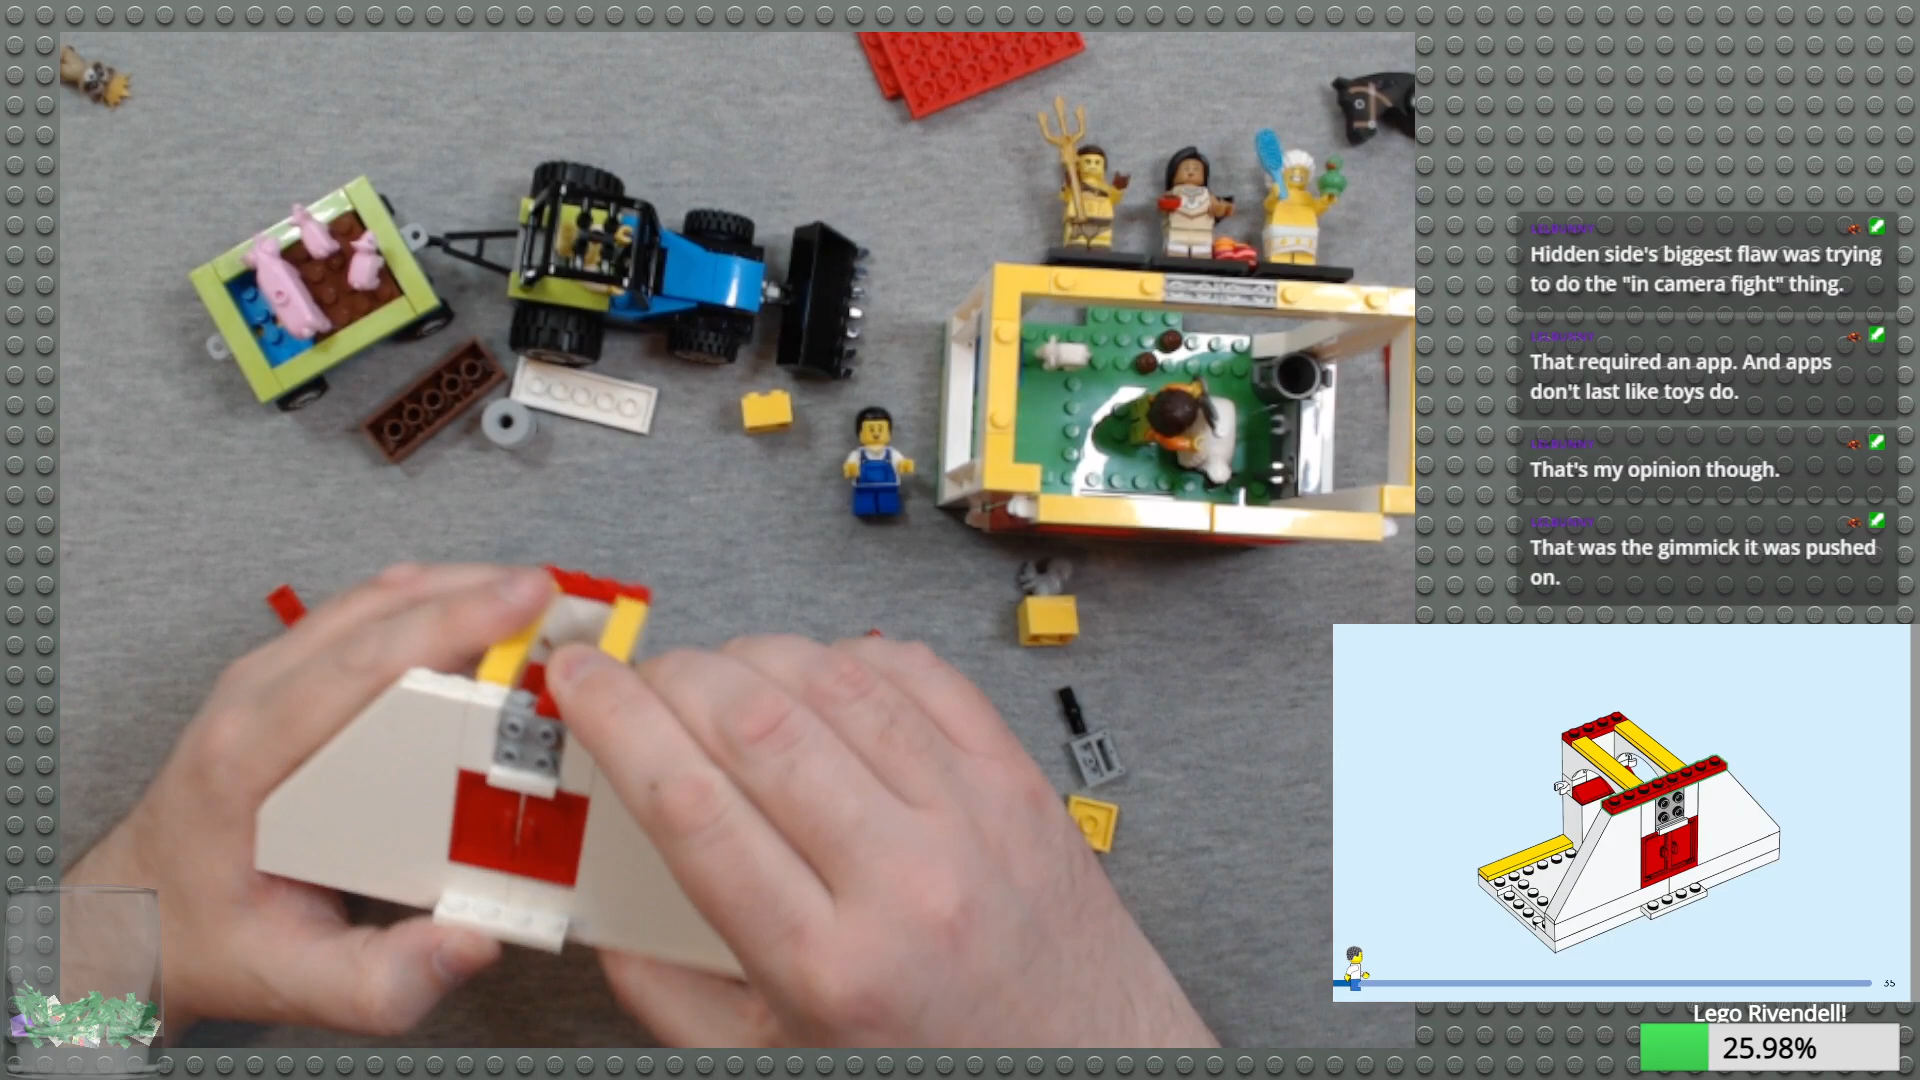 Hidden side's biggest flaw was trying
to do the "in camera fight" thing.
That required an app. And apps
don't last like toys do.
That's my opinion though.
That was the gimmick it was pushed
on.
35
Lego Rivendell!
25.98%